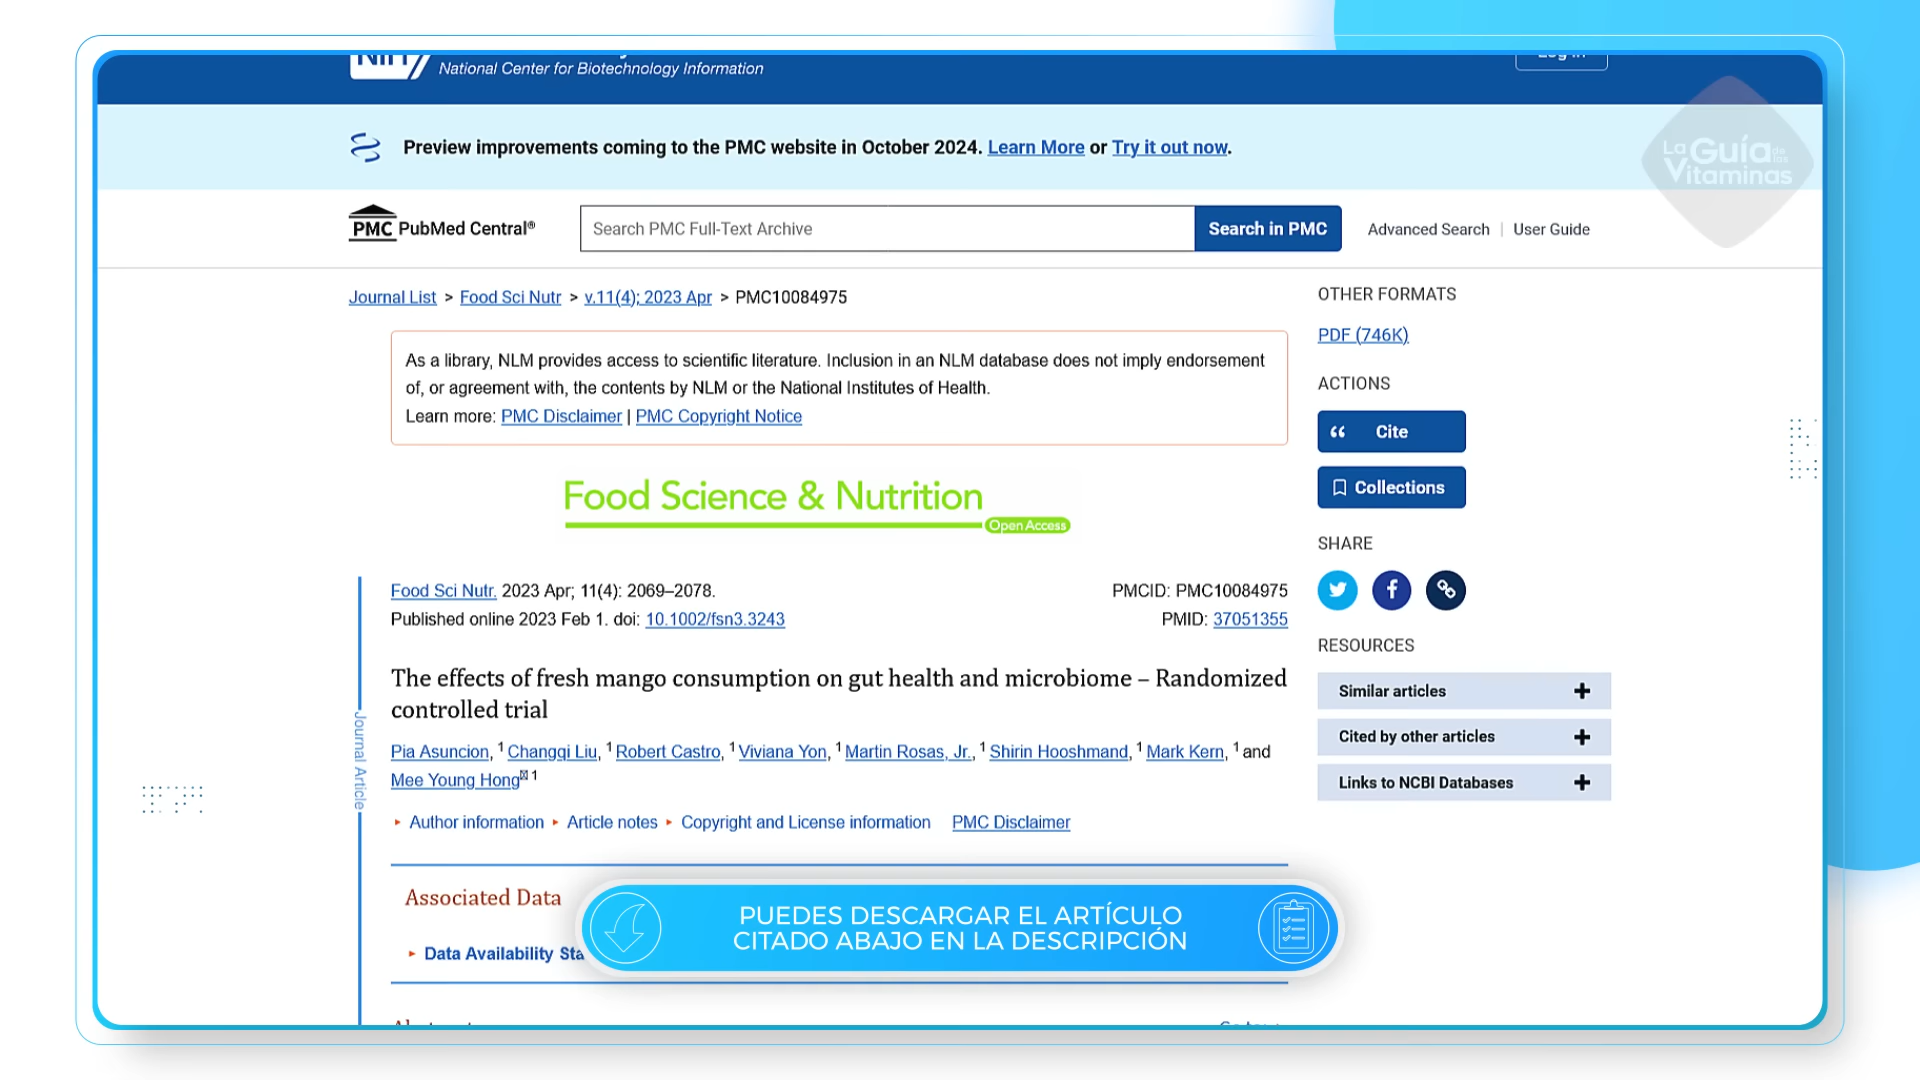 NIH
National Center for Biotechnology Information
Log in
Preview improvements coming to the PMC website in October 2024. Learn More or Try it out now.
La Guía de las
Vitaminas
PMC PubMed Central®
Search PMC Full-Text Archive
Search in PMC
Advanced Search | User Guide
Journal List > Food Sci Nutr > v.11(4); 2023 Apr > PMC10084975
As a library, NLM provides access to scientific literature. Inclusion in an NLM database does not imply endorsement
of, or agreement with, the contents by NLM or the National Institutes of Health.
Learn more: PMC Disclaimer | PMC Copyright Notice
Food Science & Nutrition
Open Access
Journal Article
Food Sci Nutr. 2023 Apr; 11(4): 2069–2078.
PMCID: PMC10084975
Published online 2023 Feb 1. doi: 10.1002/fsn3.3243
PMID: 37051355
The effects of fresh mango consumption on gut health and microbiome – Randomized
controlled trial
Pia Asuncion, 1 Changqi Liu, 1 Robert Castro, 1 Viviana Yon, 1 Martin Rosas, Jr., 1 Shirin Hooshmand, 1 Mark Kern, 1 and
Mee Young Hong 1
Author information
Article notes
Copyright and License information
PMC Disclaimer
Associated Data
Data Availability Sta
OTHER FORMATS
PDF (746K)
ACTIONS
Cite
Collections
SHARE
RESOURCES
Similar articles
Cited by other articles
Links to NCBI Databases
PUEDES DESCARGAR EL ARTÍCULO
CITADO ABAJO EN LA DESCRIPCIÓN